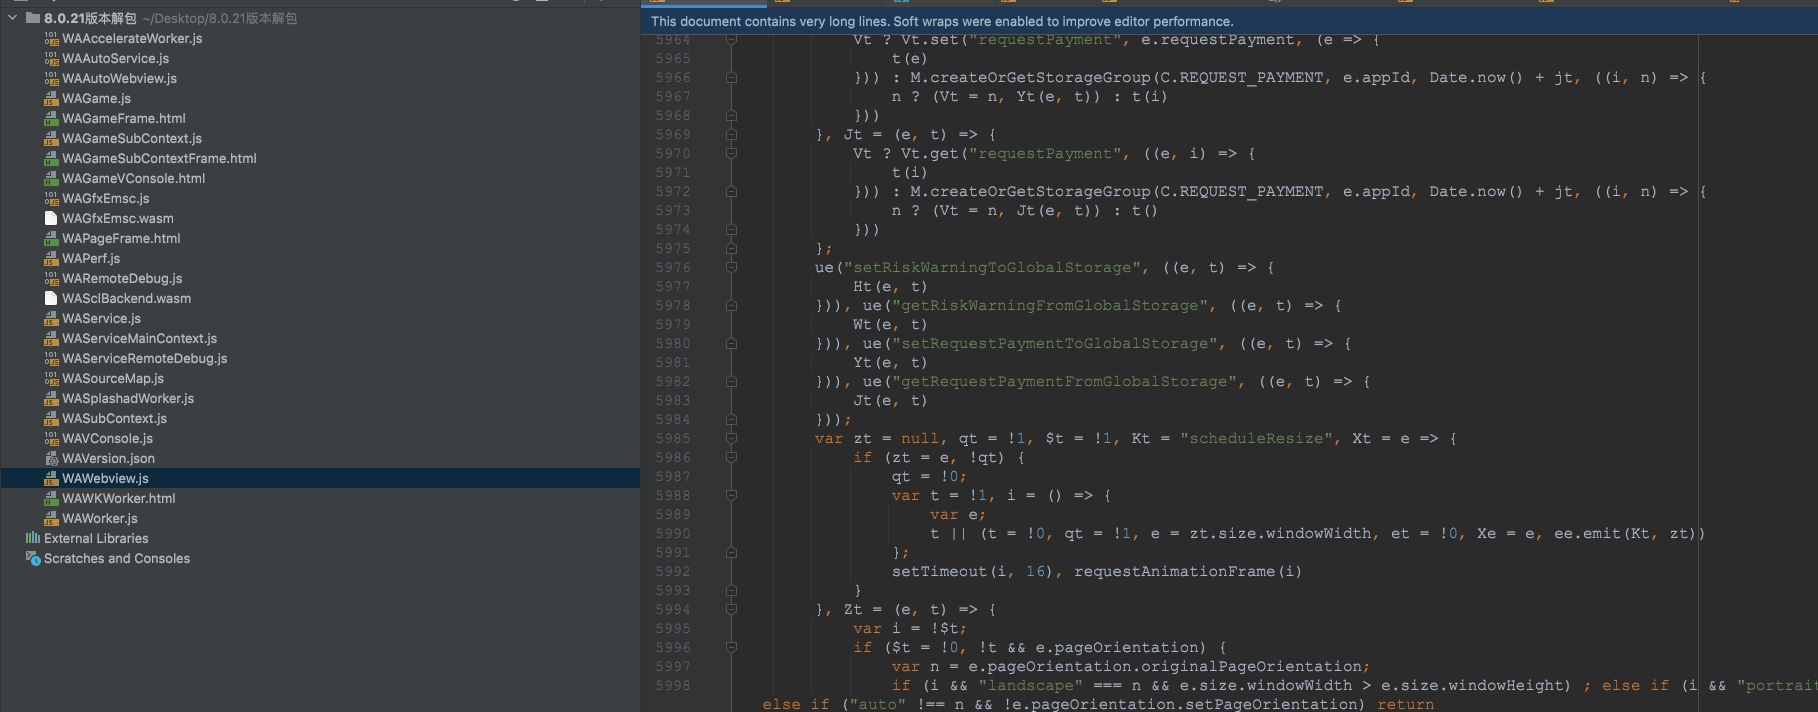 8.0.21版本解包 ~/Desktop/8.0.21版本解包
WAAccelerateWorker.js
WAAutoService.js
WAAutoWebview.js
WAGame.js
WAGameFrame.html
WAGameSubContext.js
WAGameSubContextFrame.html
WAGameVConsole.html
WAGfxEmsc.js
WAGfxEmsc.wasm
WAPageFrame.html
WAPerf.js
WARemoteDebug.js
WASclBackend.wasm
WAService.js
WAServiceMainContext.js
WAServiceRemoteDebug.js
WASourceMap.js
WASplashadWorker.js
WASubContext.js
WAVConsole.js
WAVersion.json
WAWebview.js
WAWKWorker.html
WAWorker.js
External Libraries
Scratches and Consoles
This document contains very long lines. Soft wraps were enabled to improve editor performance.
5964 Vt ? Vt.set("requestPayment", e.requestPayment, (e => {
5965 t(e)
5966 })) : M.createOrGetStorageGroup(C.REQUEST_PAYMENT, e.appId, Date.now() + jt, ((i, n) => {
5967 n ? (Vt = n, Yt(e, t)) : t(i)
5968 }))
5969 }, Jt = (e, t) => {
5970 Vt ? Vt.get("requestPayment", ((e, i) => {
5971 t(i)
5972 })) : M.createOrGetStorageGroup(C.REQUEST_PAYMENT, e.appId, Date.now() + jt, ((i, n) => {
5973 n ? (Vt = n, Jt(e, t)) : t()
5974 }))
5975 };
5976 ue("setRiskWarningToGlobalStorage", ((e, t) => {
5977 Ht(e, t)
5978 })), ue("getRiskWarningFromGlobalStorage", ((e, t) => {
5979 Wt(e, t)
5980 })), ue("setRequestPaymentToGlobalStorage", ((e, t) => {
5981 Yt(e, t)
5982 })), ue("getRequestPaymentFromGlobalStorage", ((e, t) => {
5983 Jt(e, t)
5984 }));
5985 var zt = null, qt = !1, $t = !1, Kt = "scheduleResize", Xt = e => {
5986 if (zt = e, !qt) {
5987 qt = !0;
5988 var t = !1, i = () => {
5989 var e;
5990 t || (t = !0, qt = !1, e = zt.size.windowWidth, et = !0, Xe = e, ee.emit(Kt, zt))
5991 };
5992 setTimeout(i, 16), requestAnimationFrame(i)
5993 }
5994 }, Zt = (e, t) => {
5995 var i = !$t;
5996 if ($t = !0, !t && e.pageOrientation) {
5997 var n = e.pageOrientation.originalPageOrientation;
5998 if (i && "landscape" === n && e.size.windowWidth > e.size.windowHeight) ; else if (i && "portrait
else if ("auto" !== n && !e.pageOrientation.setPageOrientation) return